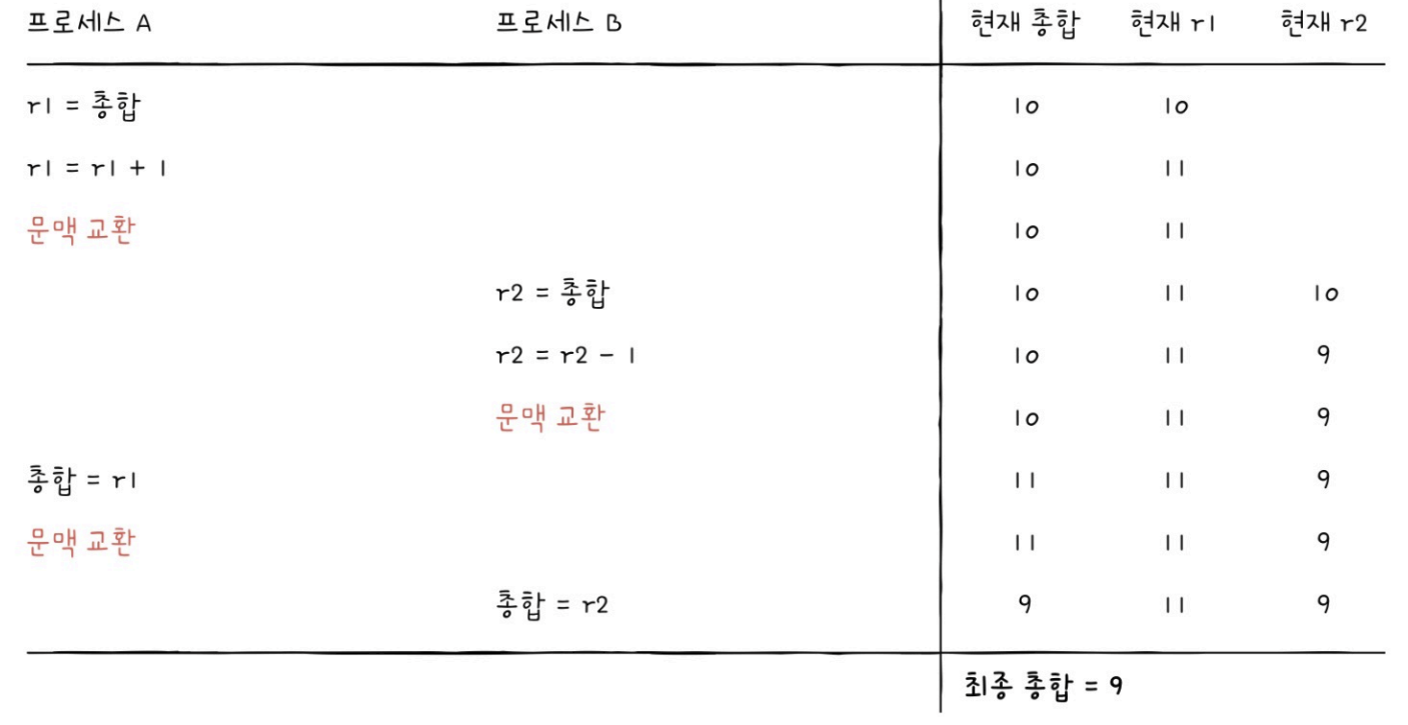 프로세스 A 프로세스 B 현재 총합 현재 r1 현재 r2
r1 = 총합 10 10
r1 = r1 + 1 10 11
문맥 교환 10 11
r2 = 총합 10 11 10
r2 = r2 - 1 10 11 9
문맥 교환 10 11 9
총합 = r1 11 11 9
문맥 교환 11 11 9
총합 = r2 9 11 9
최종 총합 = 9